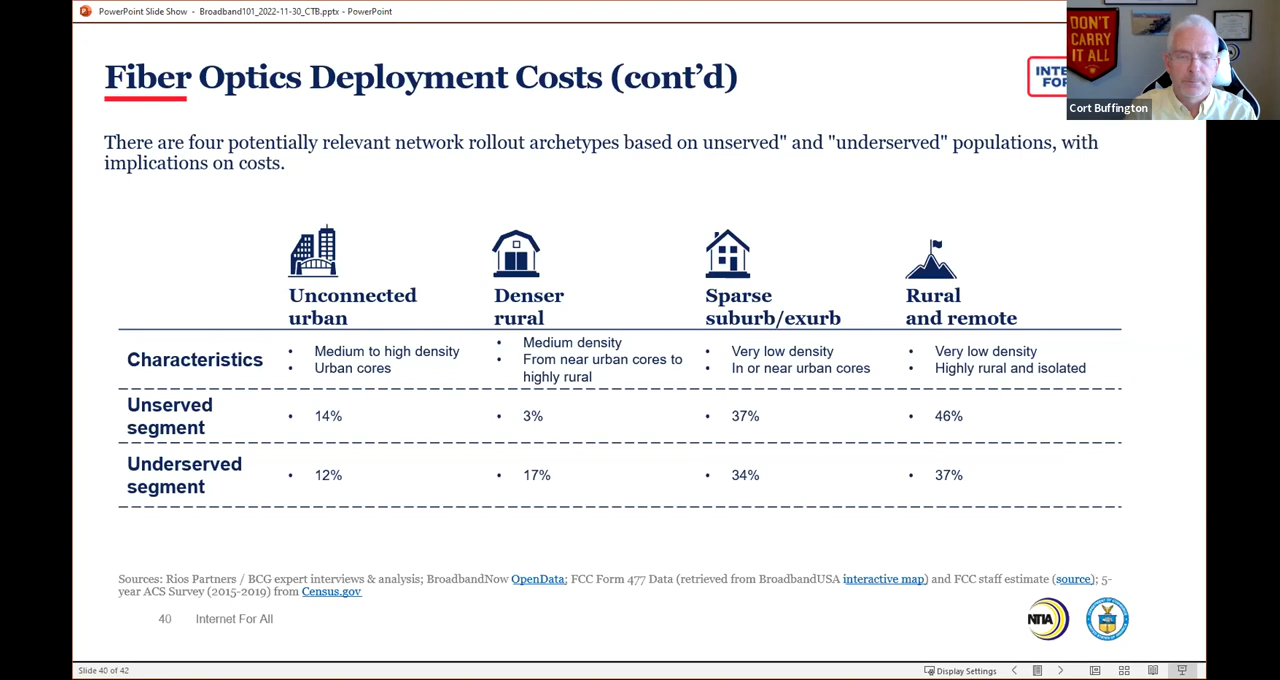 PowerPoint Slide Show - Broadband101_2022-11-30_CTB.pptx - PowerPoint
DON'T
CARRY
IT ALL
Cort Buffington
Fiber Optics Deployment Costs (cont'd)
INTE
FOR
There are four potentially relevant network rollout archetypes based on unserved" and "underserved" populations, with
implications on costs.
Unconnected
urban
Denser
rural
Sparse
suburb/exurb
Rural
and remote
Characteristics
• Medium to high density
• Urban cores
• Medium density
• From near urban cores to
highly rural
• Very low density
• In or near urban cores
• Very low density
• Highly rural and isolated
Unserved
segment
• 14%
• 3%
• 37%
• 46%
Underserved
segment
• 12%
• 17%
• 34%
• 37%
Sources: Rios Partners / BCG expert interviews & analysis; BroadbandNow OpenData; FCC Form 477 Data (retrieved from BroadbandUSA interactive map) and FCC staff estimate (source); 5-
year ACS Survey (2015-2019) from Census.gov
40 Internet For All
NTIA
Slide 40 of 42
Display Settings